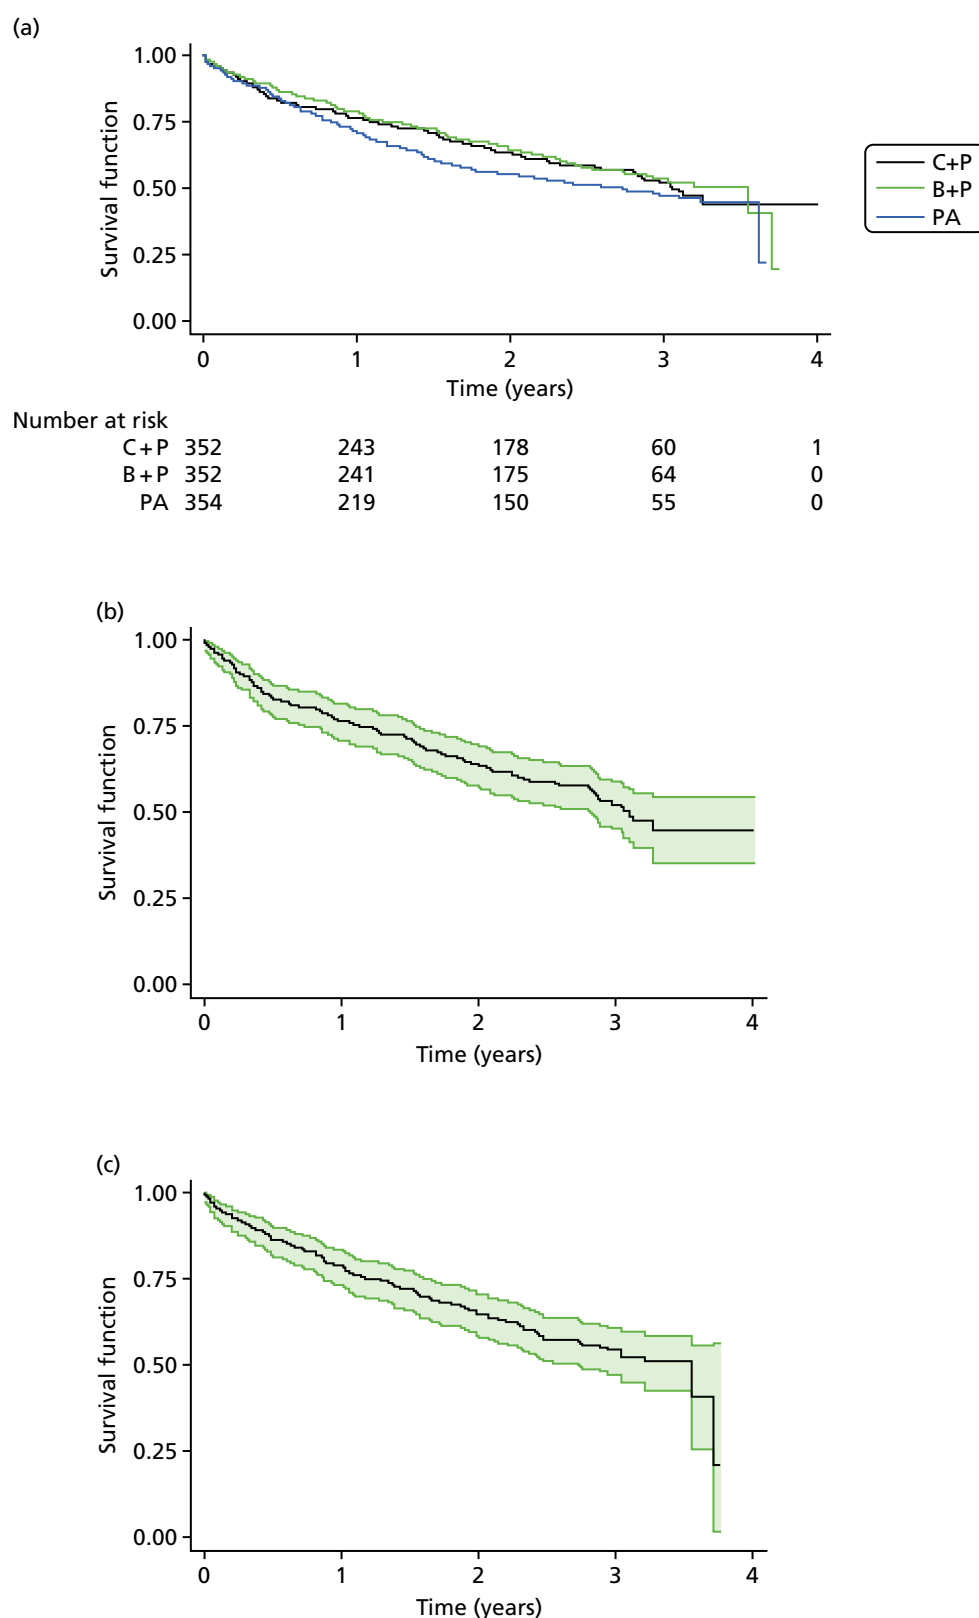 (a)
1.00
0.75
0.50
0.25
0.00
Survival function
0 1 2 3 4
Time (years)
C+P
B+P
PA
Number at risk
C+P 352 243 178 60 1
B+P 352 241 175 64 0
PA 354 219 150 55 0
(b)
1.00
0.75
0.50
0.25
0.00
Survival function
0 1 2 3 4
Time (years)
(c)
1.00
0.75
0.50
0.25
0.00
Survival function
0 1 2 3 4
Time (years)